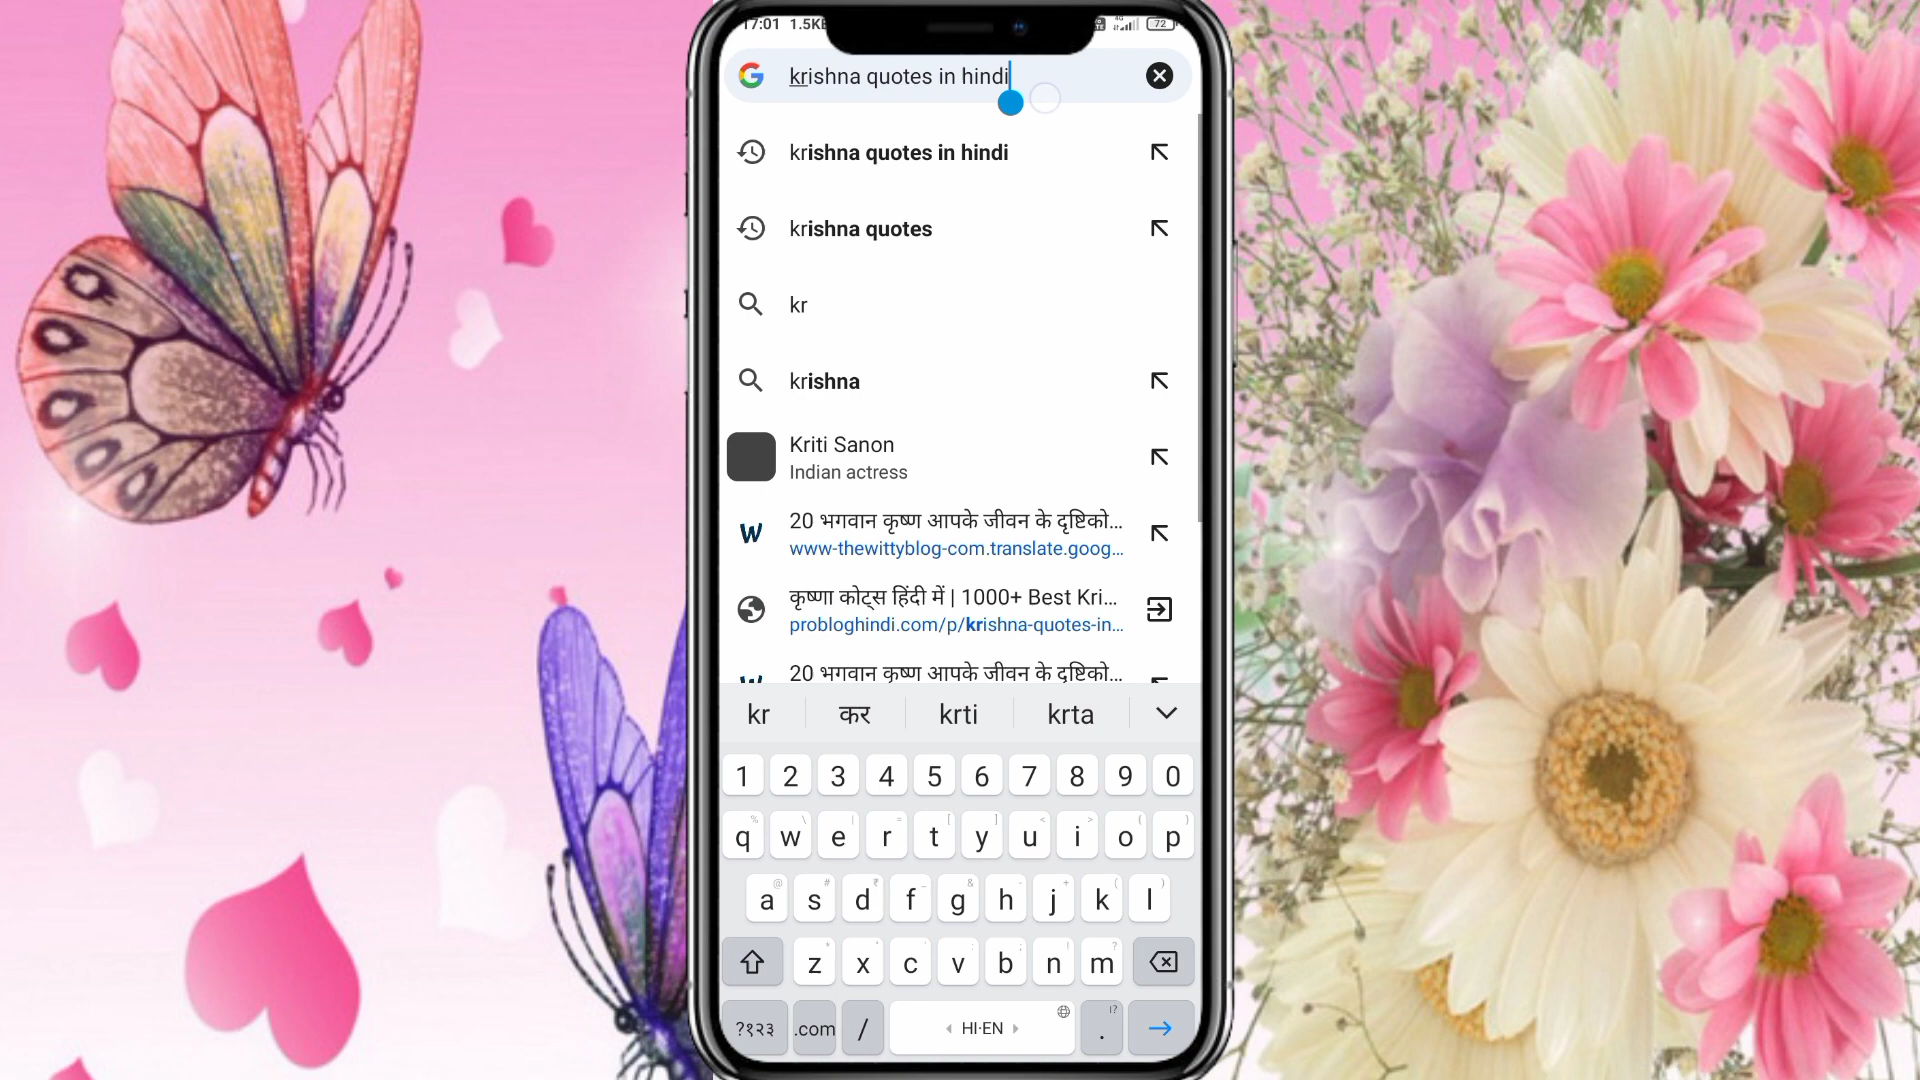 17:01 1.5K
4G 72
krishna quotes in hindi
krishna quotes in hindi
krishna quotes
kr
krishna
Kriti Sanon
Indian actress
W 20 भगवान कृष्ण आपके जीवन के दृष्टिको...
www-thewittyblog-com.translate.goog...
कृष्णा कोट्स हिंदी में | 1000+ Best Kri...
probloghindi.com/p/krishna-quotes-in...
20 भगवान कृष्ण आपके जीवन के दृष्टिको...
kr कर krti krta
1 2 3 4 5 6 7 8 9 0
q w e r t y u i o p
a s d f g h j k l
z x c v b n m
?१२३ .com / HI·EN . !?